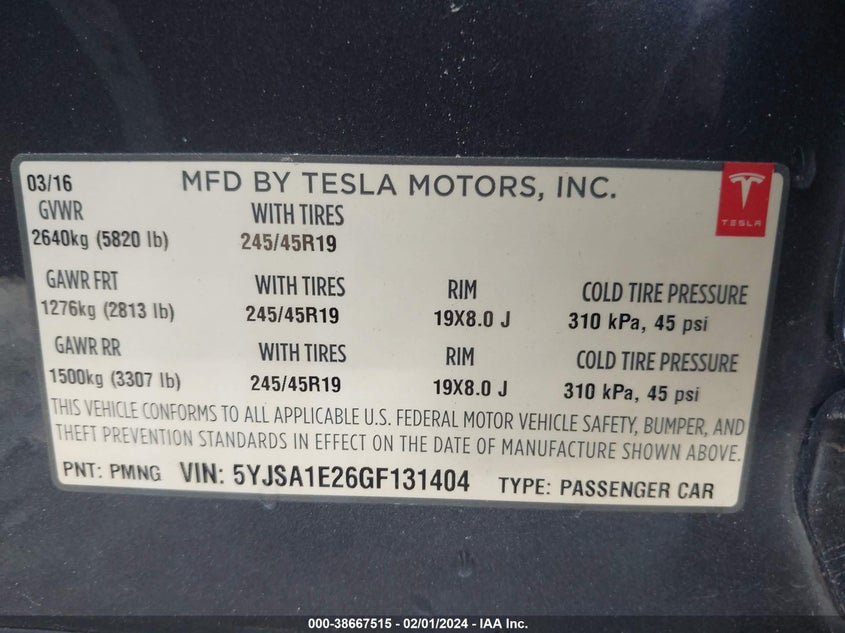 03/16 MFD BY TESLA MOTORS, INC.
TESLA
GVWR WITH TIRES
2640kg (5820 lb) 245/45R19
GAWR FRT WITH TIRES RIM COLD TIRE PRESSURE
1276kg (2813 lb) 245/45R19 19X8.0 J 310 kPa, 45 psi
GAWR RR WITH TIRES RIM COLD TIRE PRESSURE
1500kg (3307 lb) 245/45R19 19X8.0 J 310 kPa, 45 psi
THIS VEHICLE CONFORMS TO ALL APPLICABLE U.S. FEDERAL MOTOR VEHICLE SAFETY, BUMPER, AND
THEFT PREVENTION STANDARDS IN EFFECT ON THE DATE OF MANUFACTURE SHOWN ABOVE.
PNT: PMNG VIN: 5YJSA1E26GF131404 TYPE: PASSENGER CAR
000-38667515 - 02/01/2024 - IAA Inc.